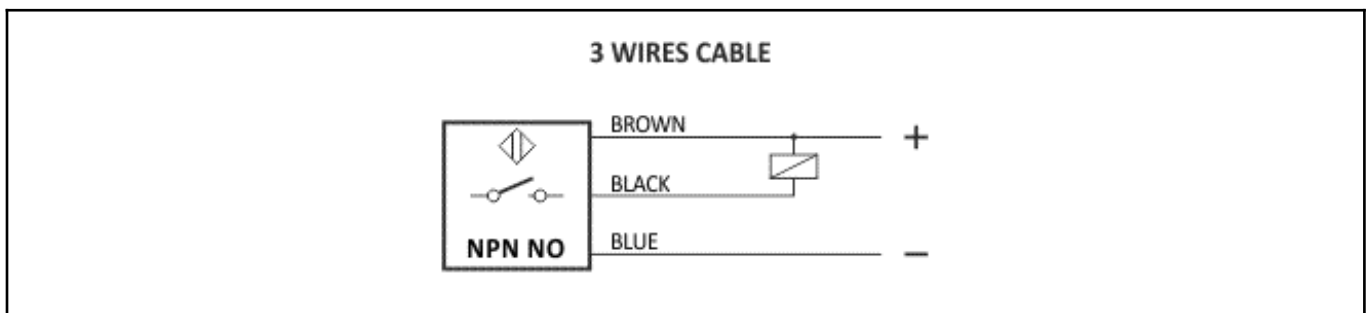 3 WIRES CABLE
BROWN
+
BLACK
NPN NO
BLUE
−